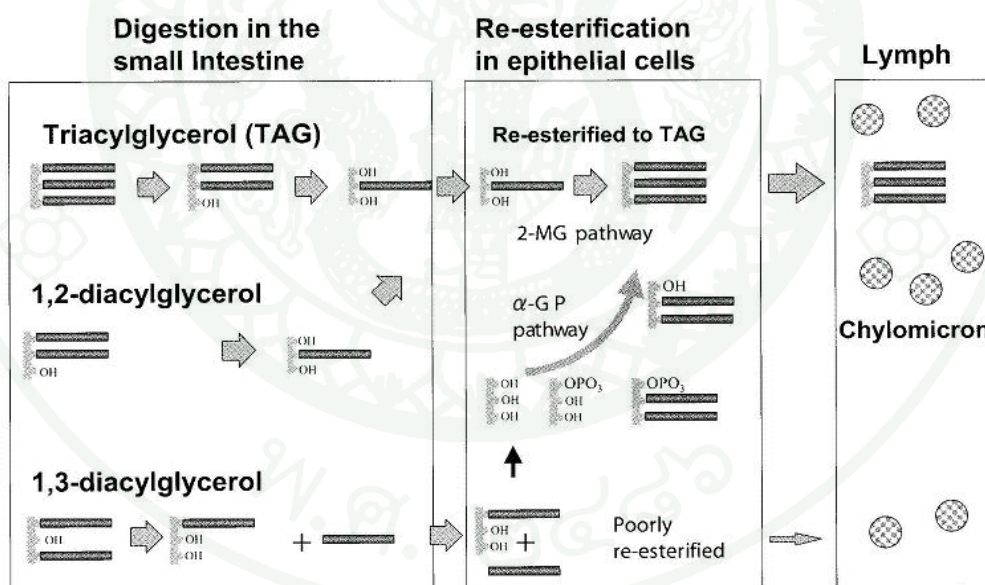 Digestion in the
small Intestine
Re-esterification
in epithelial cells
Lymph
Triacylglycerol (TAG)
OH
OH
OH
1,2-diacylglycerol
OH
OH
OH
1,3-diacylglycerol
OH
OH
OH
+
Re-esterified to TAG
OH
OH
2-MG pathway
α-G P
pathway
OH
OH
OH
OH
OPO3
OH
OH
OPO3
OH
OH
+
Poorly
re-esterified
Chylomicron